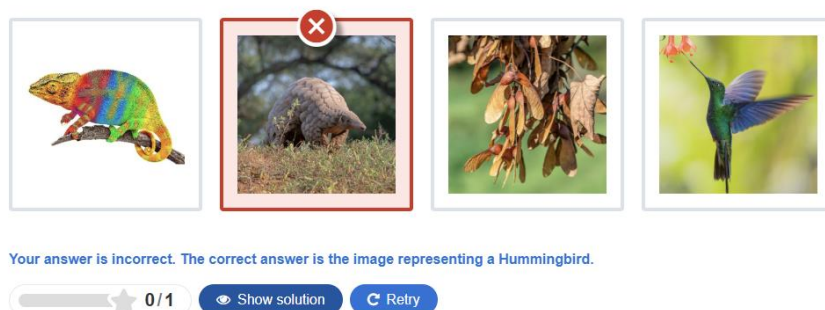 Your answer is incorrect. The correct answer is the image representing a Hummingbird.
0/1 Show solution Retry